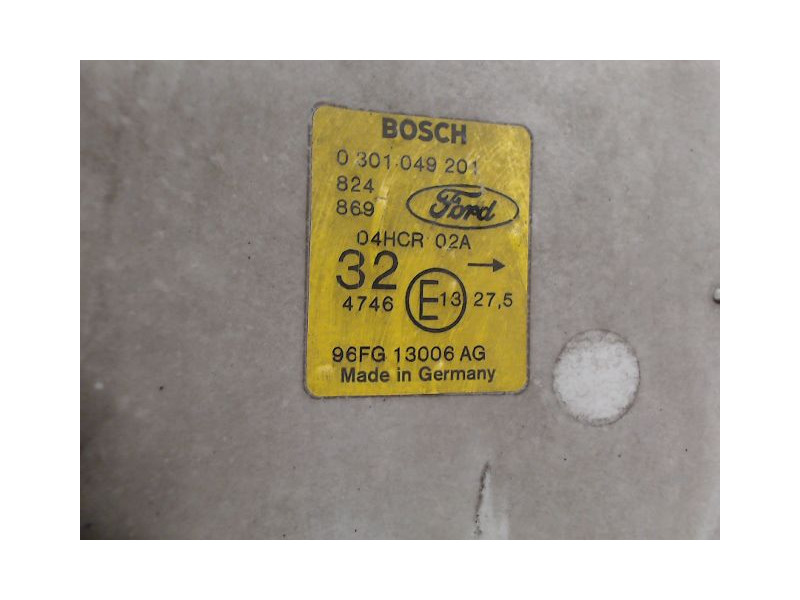 BOSCH
0 301 049 201
824
869 Ford
04HCR 02A
32 →
4746 E13 27,5
96FG 13006 AG
Made in Germany